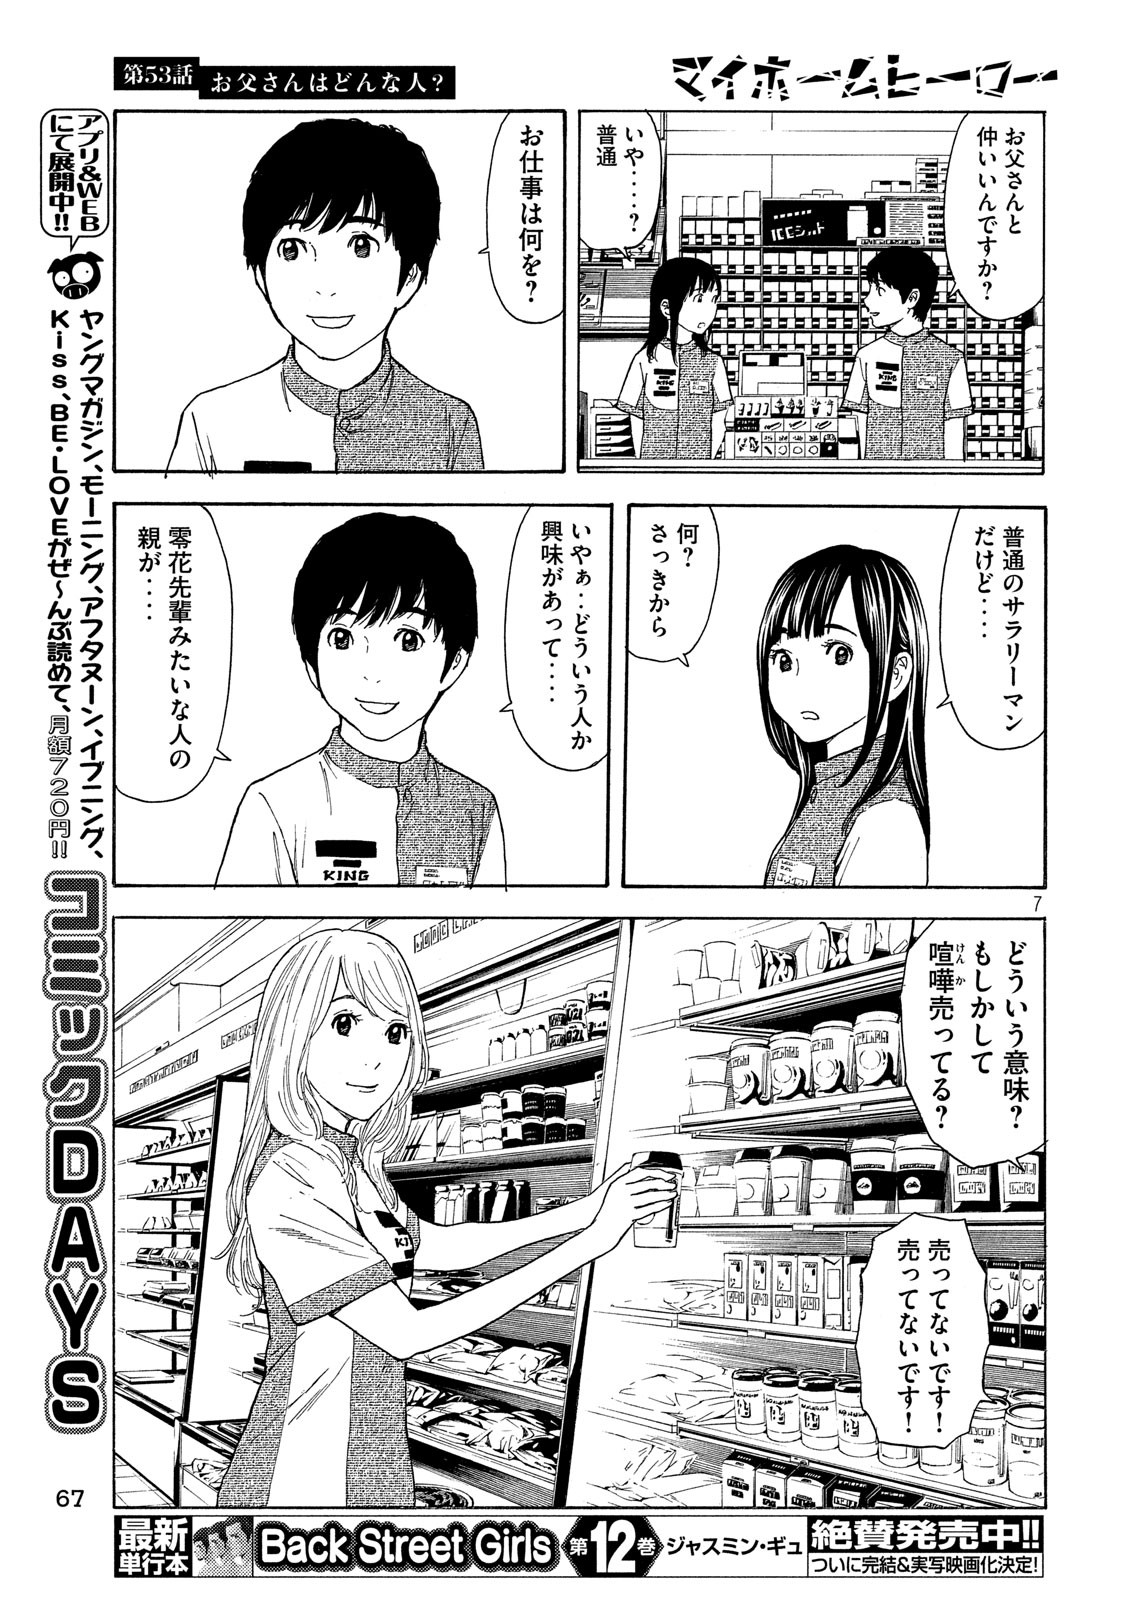 マイホームヒーロー
第53話
お父さんはどんな人？
お父さんと
仲いいんですか？
いや‥‥？
普通
ICCシット
KING
お仕事は何を？
普通のサラリーマン
だけど‥‥
何？
さっきから
いやぁ‥どういう人か
興味があって‥‥
零花先輩みたいな人の
親が‥‥
KING
7
どういう意味？
もしかして
喧嘩売ってる？
けんか
売ってないです！
売ってないです！
アプリ&WEB
にて展開中!!
ヤングマガジン、モーニング、アフタヌーン、イブニング、
Kiss、BE・LOVEがぜ〜んぶ読めて、月額720円!!
コミックDAYS
67
最新
単行本
Back Street Girls
第12巻
ジャスミン・ギュ
絶賛発売中!!
ついに完結&実写映画化決定!